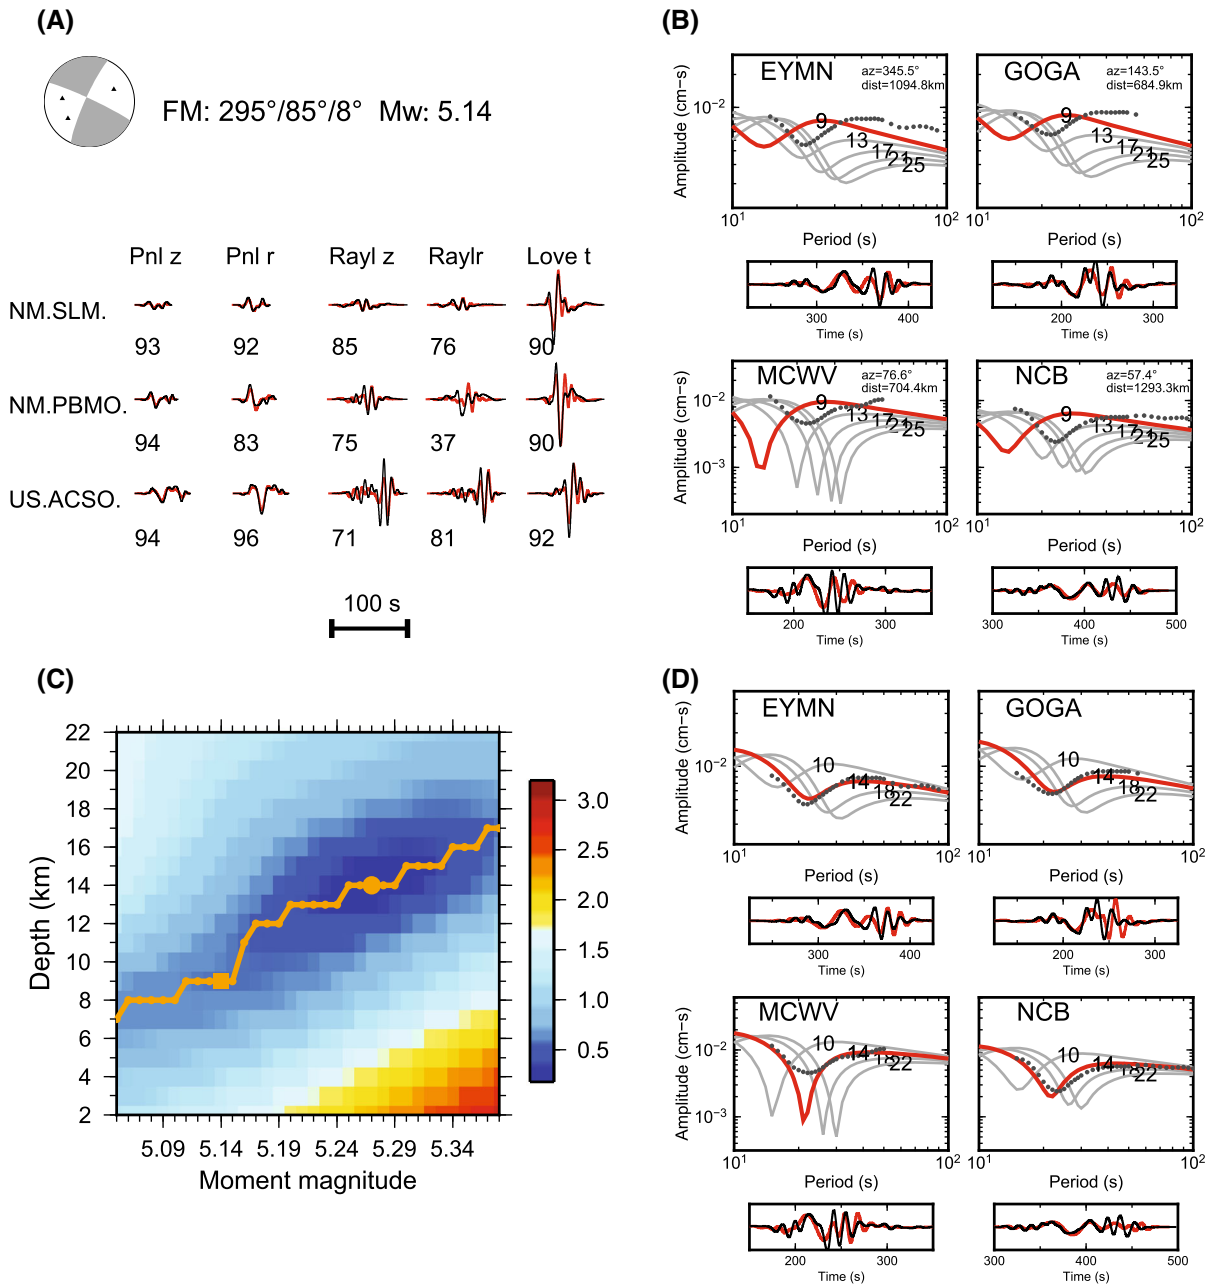 (A)
FM: 295°/85°/8° Mw: 5.14
Pnl z Pnl r Rayl z Raylr Love t
NM.SLM.
93 92 85 76 90
NM.PBMO.
94 83 75 37 90
US.ACSO.
94 96 71 81 92
100 s
(B)
EYMN
az=345.5°
dist=1094.8km
9
13
17
21
25
Amplitude (cm−s)
10⁻²
10¹ 10²
Period (s)
300 400
Time (s)
GOGA
az=143.5°
dist=684.9km
9
13
17
21
25
10¹ 10²
Period (s)
200 300
Time (s)
MCWV
az=76.6°
dist=704.4km
9
13
17
21
25
Amplitude (cm−s)
10⁻²
10⁻³
10¹ 10²
Period (s)
200 300
Time (s)
NCB
az=57.4°
dist=1293.3km
9
13
17
21
25
10¹ 10²
Period (s)
300 400 500
Time (s)
(C)
Depth (km)
22
20
18
16
14
12
10
8
6
4
2
5.09 5.14 5.19 5.24 5.29 5.34
Moment magnitude
3.0
2.5
2.0
1.5
1.0
0.5
(D)
EYMN
10
14
18
22
Amplitude (cm−s)
10⁻²
10¹ 10²
Period (s)
300 400
Time (s)
GOGA
10
14
18
22
10¹ 10²
Period (s)
200 300
Time (s)
MCWV
10
14
18
22
Amplitude (cm−s)
10⁻²
10⁻³
10¹ 10²
Period (s)
200 300
Time (s)
NCB
10
14
18
22
10¹ 10²
Period (s)
300 400 500
Time (s)